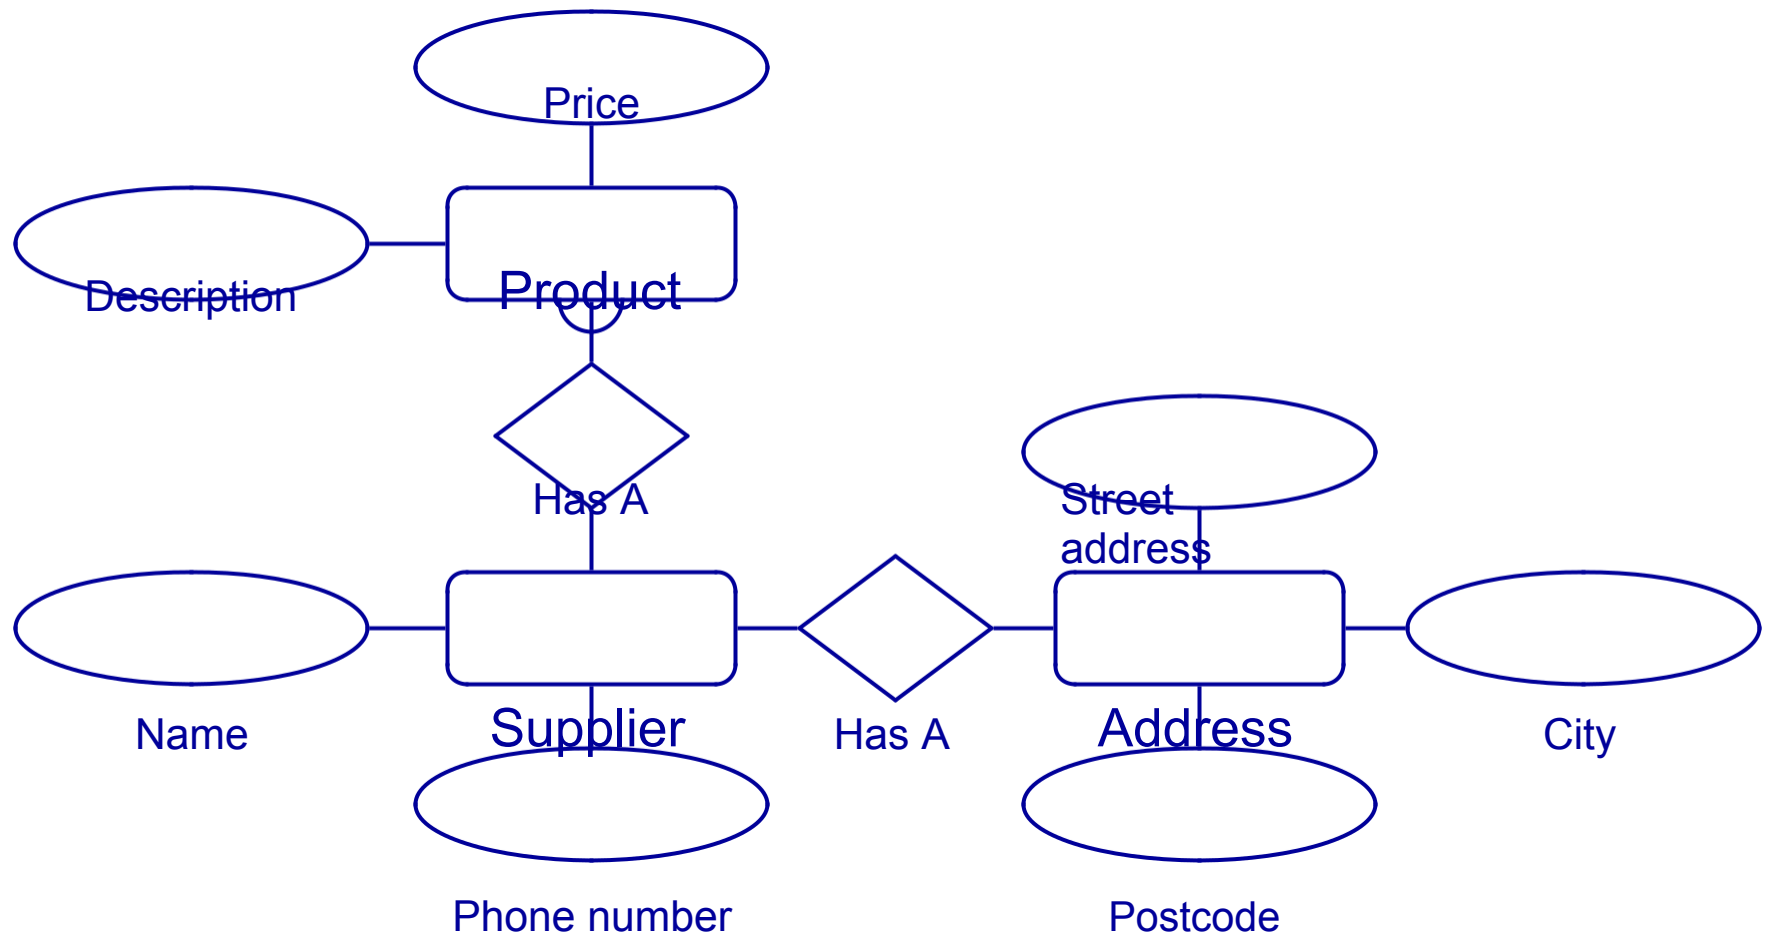 Price
Description
Product
Has A
Street
address
Name
Supplier
Has A
Address
City
Phone number
Postcode